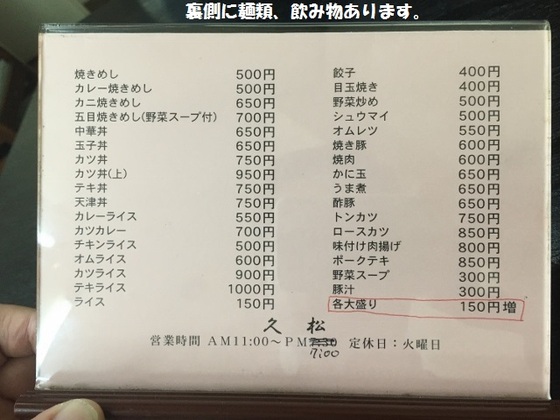 裏側に麺類、飲み物あります。
焼きめし 500円
カレー焼きめし 500円
カニ焼きめし 650円
五目焼きめし(野菜スープ付) 700円
中華丼 650円
玉子丼 650円
カツ丼 750円
カツ丼(上) 950円
テキ丼 750円
天津丼 750円
カレーライス 550円
カツカレー 700円
チキンライス 500円
オムライス 600円
カツライス 900円
テキライス 1000円
ライス 150円
餃子 400円
目玉焼き 400円
野菜炒め 500円
シュウマイ 500円
オムレツ 550円
焼き豚 600円
焼肉 600円
かに玉 650円
うま煮 650円
酢豚 650円
トンカツ 750円
ロースカツ 850円
味付け肉揚げ 800円
ポークテキ 850円
野菜スープ 300円
豚汁 300円
各大盛り 150円増
久松
営業時間 AM11:00～PM7:30 定休日：火曜日
7:00